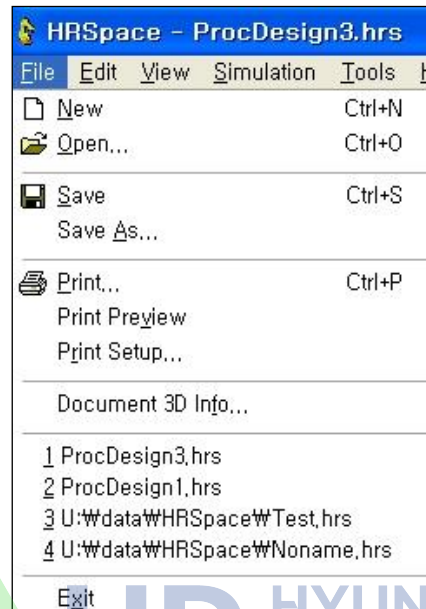 HRSpace - ProcDesign3.hrs
File Edit View Simulation Tools
New Ctrl+N
Open... Ctrl+O
Save Ctrl+S
Save As...
Print... Ctrl+P
Print Preview
Print Setup...
Document 3D Info...
1 ProcDesign3.hrs
2 ProcDesign1.hrs
3 U:₩data₩HRSpace₩Test.hrs
4 U:₩data₩HRSpace₩Noname.hrs
Exit